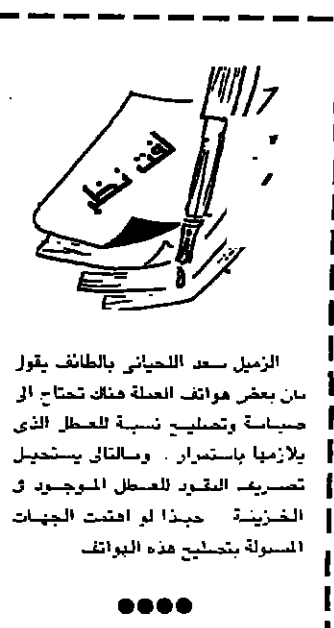 لفت نظر
الزميل سعد اللحيانى بالطائف يقول
بان بعض هواتف العملة هناك تحتاج الى
صيانة وتصليح نسبة للعطل الذى
يلازمها باستمرار . وبالتالى يستحيل
تصريف النقود للعطل الموجود فى
الخزينة حبذا لو اهتمت الجهات
المسئولة بتصليح هذه الهواتف